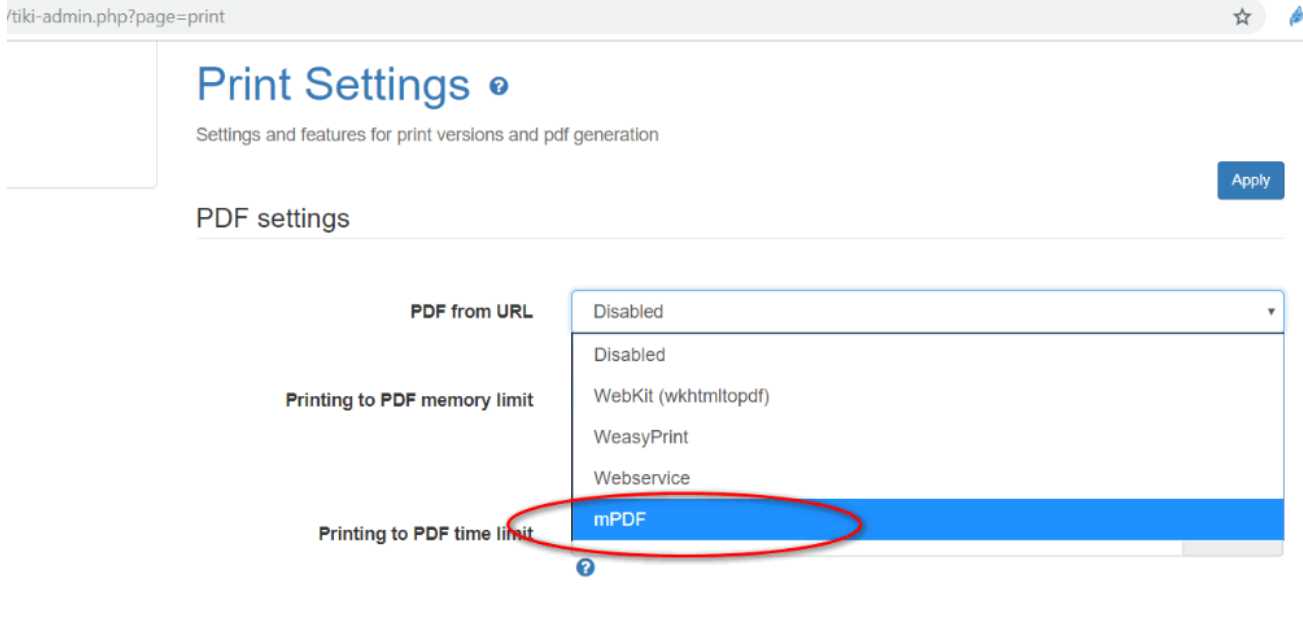 /tiki-admin.php?page=print
Print Settings
Settings and features for print versions and pdf generation
Apply
PDF settings
PDF from URL
Disabled
Disabled
WebKit (wkhtmltopdf)
Printing to PDF memory limit
WeasyPrint
Webservice
mPDF
Printing to PDF time limit